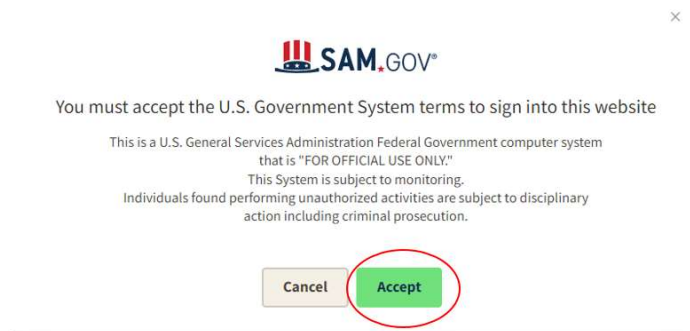 SAM.GOV®
You must accept the U.S. Government System terms to sign into this website
This is a U.S. General Services Administration Federal Government computer system
that is "FOR OFFICIAL USE ONLY."
This System is subject to monitoring.
Individuals found performing unauthorized activities are subject to disciplinary
action including criminal prosecution.
Cancel Accept